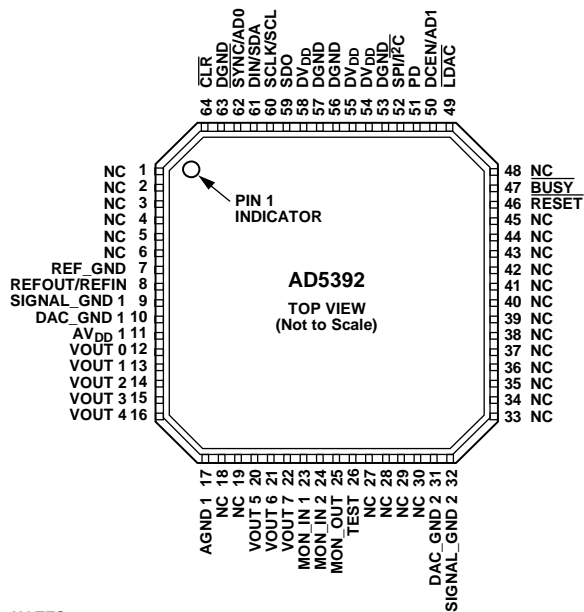 64 CLR
63 DGND
62 SYNC/AD0
61 DIN/SDA
60 SCLK/SCL
59 SDO
58 DVDD
57 DGND
56 DGND
55 DVDD
54 DVDD
53 DGND
52 SPI/I2C
51 PD
50 DCEN/AD1
49 LDAC
NC 1
NC 2
NC 3
NC 4
NC 5
NC 6
REF_GND 7
REFOUT/REFIN 8
SIGNAL_GND 1 9
DAC_GND 1 10
AVDD 1 11
VOUT 0 12
VOUT 1 13
VOUT 2 14
VOUT 3 15
VOUT 4 16
PIN 1
INDICATOR
AD5392
TOP VIEW
(Not to Scale)
48 NC
47 BUSY
46 RESET
45 NC
44 NC
43 NC
42 NC
41 NC
40 NC
39 NC
38 NC
37 NC
36 NC
35 NC
34 NC
33 NC
AGND 1 17
NC 18
NC 19
VOUT 5 20
VOUT 6 21
VOUT 7 22
MON_IN 1 23
MON_IN 2 24
MON_OUT 25
TEST 26
NC 27
NC 28
NC 29
NC 30
DAC_GND 2 31
SIGNAL_GND 2 32
NOTES